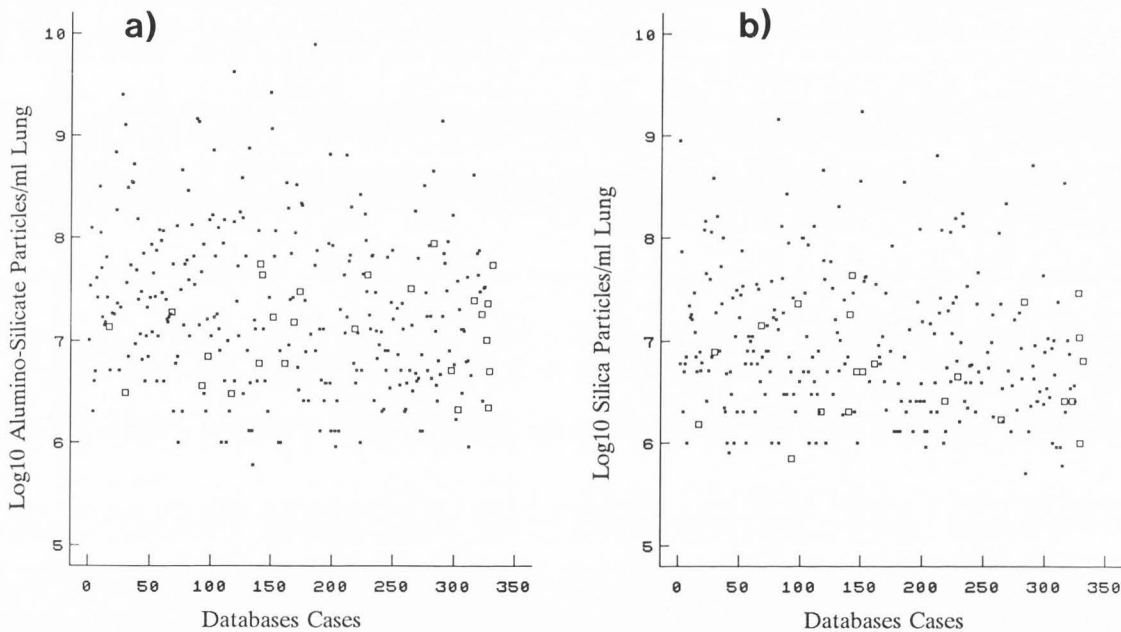 a)
Log10 Alumino-Silicate Particles/ml Lung
10
9
8
7
6
5
0 50 100 150 200 250 300 350
Databases Cases
b)
Log10 Silica Particles/ml Lung
10
9
8
7
6
5
0 50 100 150 200 250 300 350
Databases Cases